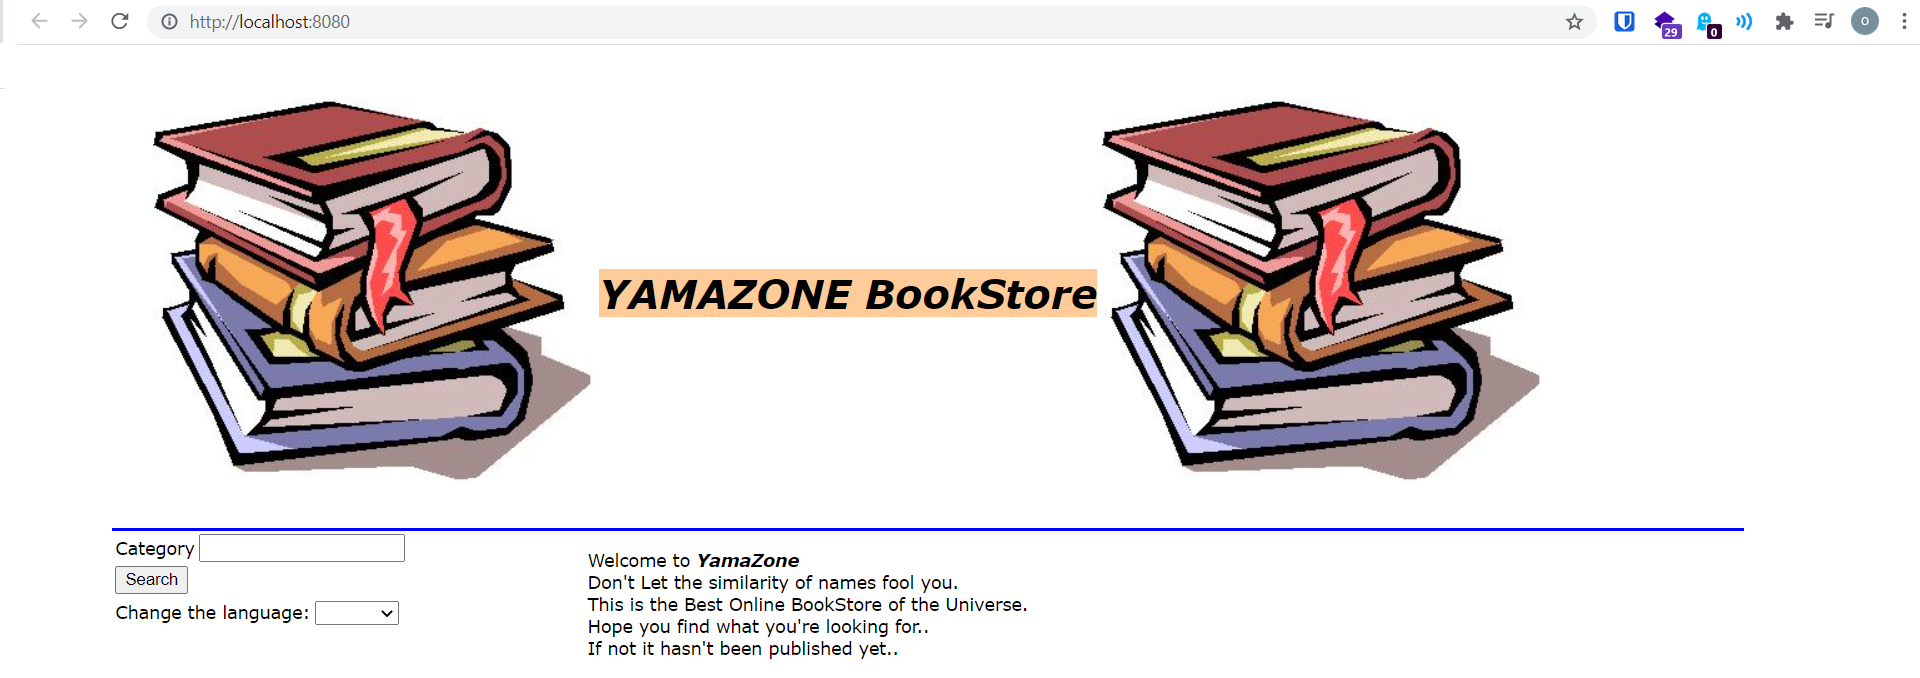 http://localhost:8080
29
0
O
YAMAZONE BookStore
Category
Search
Change the language:
Welcome to YamaZone
Don't Let the similarity of names fool you.
This is the Best Online BookStore of the Universe.
Hope you find what you're looking for..
If not it hasn't been published yet..